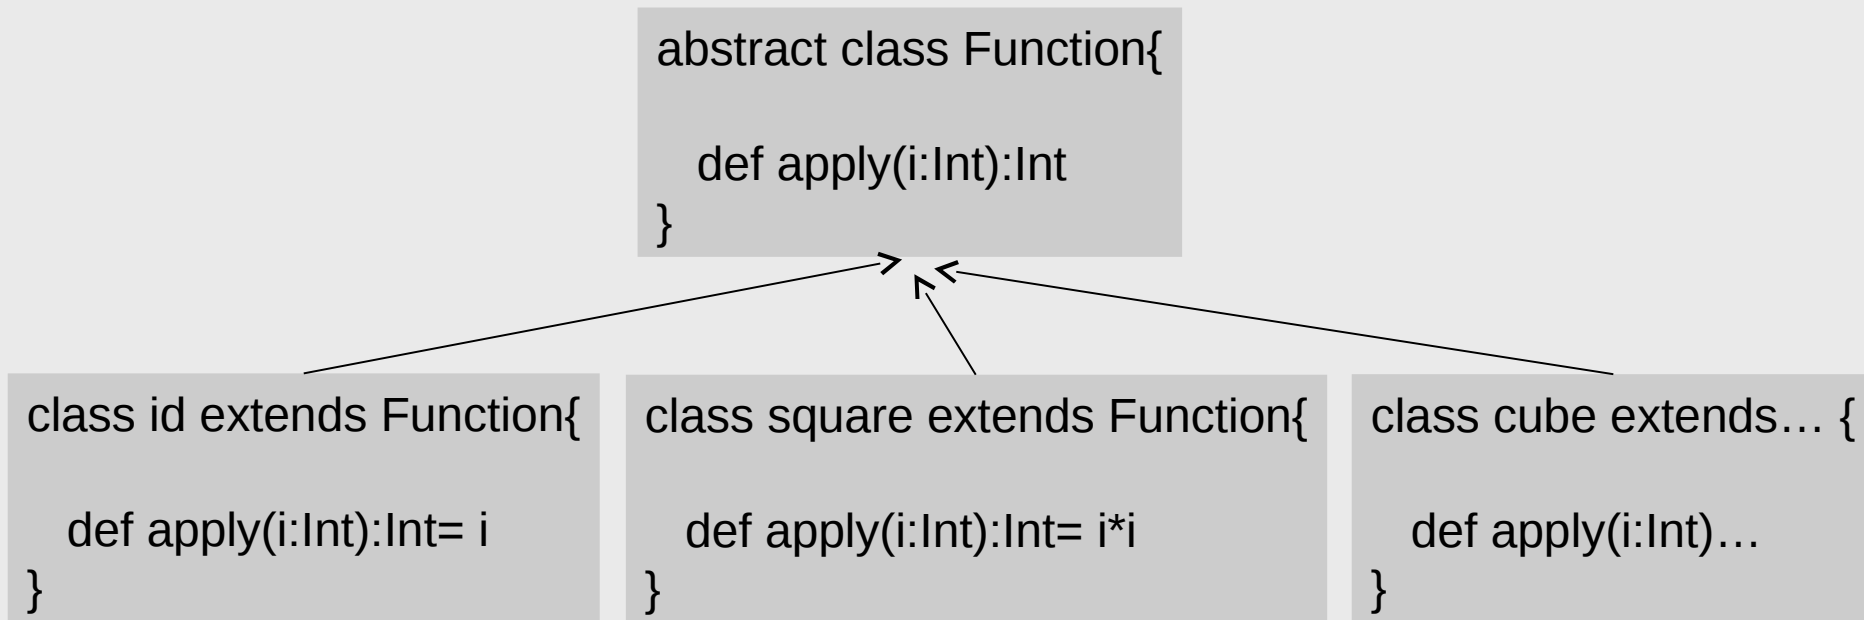 abstract class Function{
def apply(i:Int):Int
}
class id extends Function{
def apply(i:Int):Int= i
}
class square extends Function{
def apply(i:Int):Int= i*i
}
class cube extends… {
def apply(i:Int)…
}